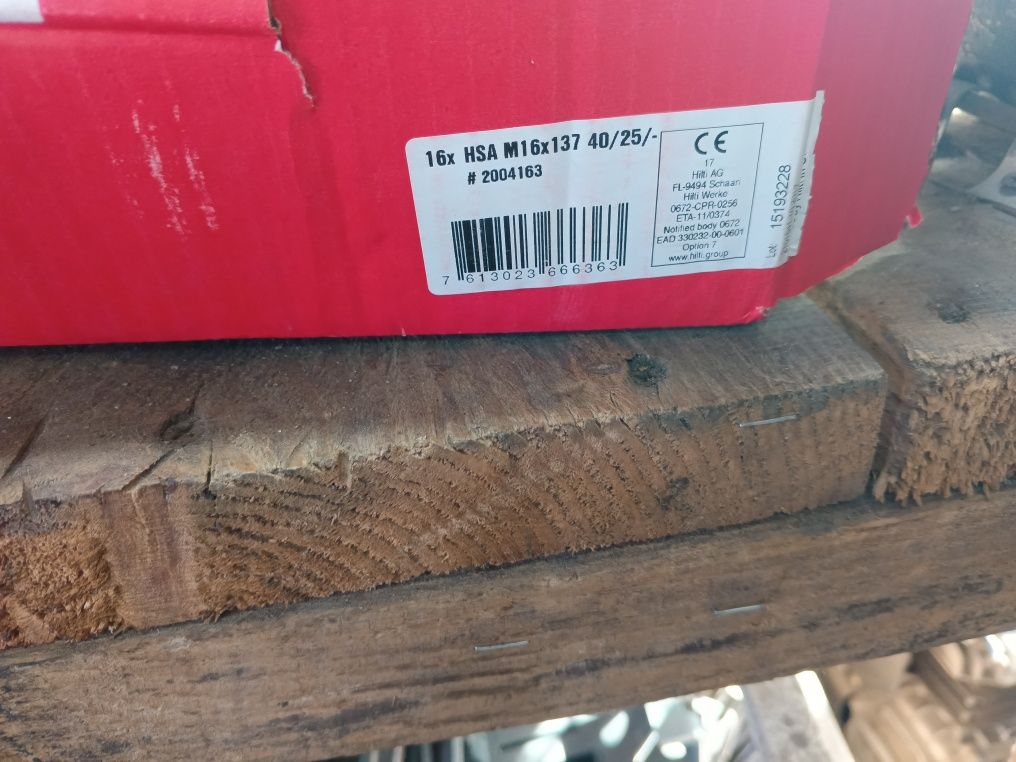 16x HSA M16x137 40/25/-
# 2004163
7 613023 666363
CE
17
Hilti AG
FL-9494 Schaan
Hilti Werke
0672-CPR-0256
ETA-11/0374
Notified body 0672
EAD 330232-00-0601
Option 7
www.hilti.group
Lot: 15193228